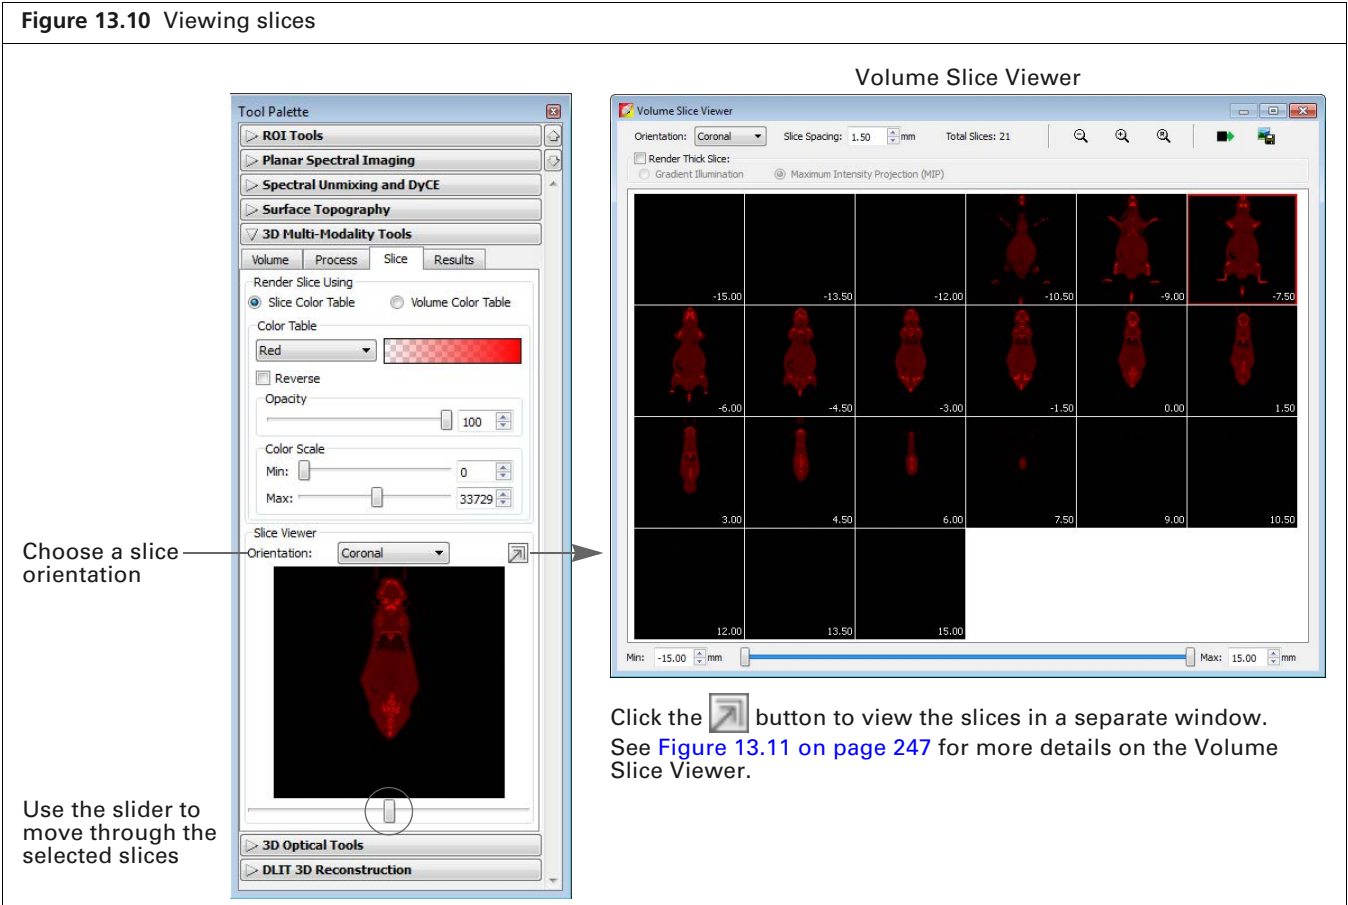 Figure 13.10 Viewing slices
Volume Slice Viewer
Tool Palette
ROI Tools
Planar Spectral Imaging
Spectral Unmixing and DyCE
Surface Topography
3D Multi-Modality Tools
Volume Process Slice Results
Render Slice Using
Slice Color Table Volume Color Table
Color Table
Red
Reverse
Opacity
100
Color Scale
Min: 0
Max: 33729
Slice Viewer
Orientation: Coronal
3D Optical Tools
DLIT 3D Reconstruction
Choose a slice
orientation
Use the slider to
move through the
selected slices
Volume Slice Viewer
Orientation: Coronal Slice Spacing: 1.50 mm Total Slices: 21
Render Thick Slice:
Gradient Illumination Maximum Intensity Projection (MIP)
-15.00 -13.50 -12.00 -10.50 -9.00 -7.50
-6.00 -4.50 -3.00 -1.50 0.00 1.50
3.00 4.50 6.00 7.50 9.00 10.50
12.00 13.50 15.00
Min: -15.00 mm Max: 15.00 mm
Click the button to view the slices in a separate window.
See Figure 13.11 on page 247 for more details on the Volume
Slice Viewer.